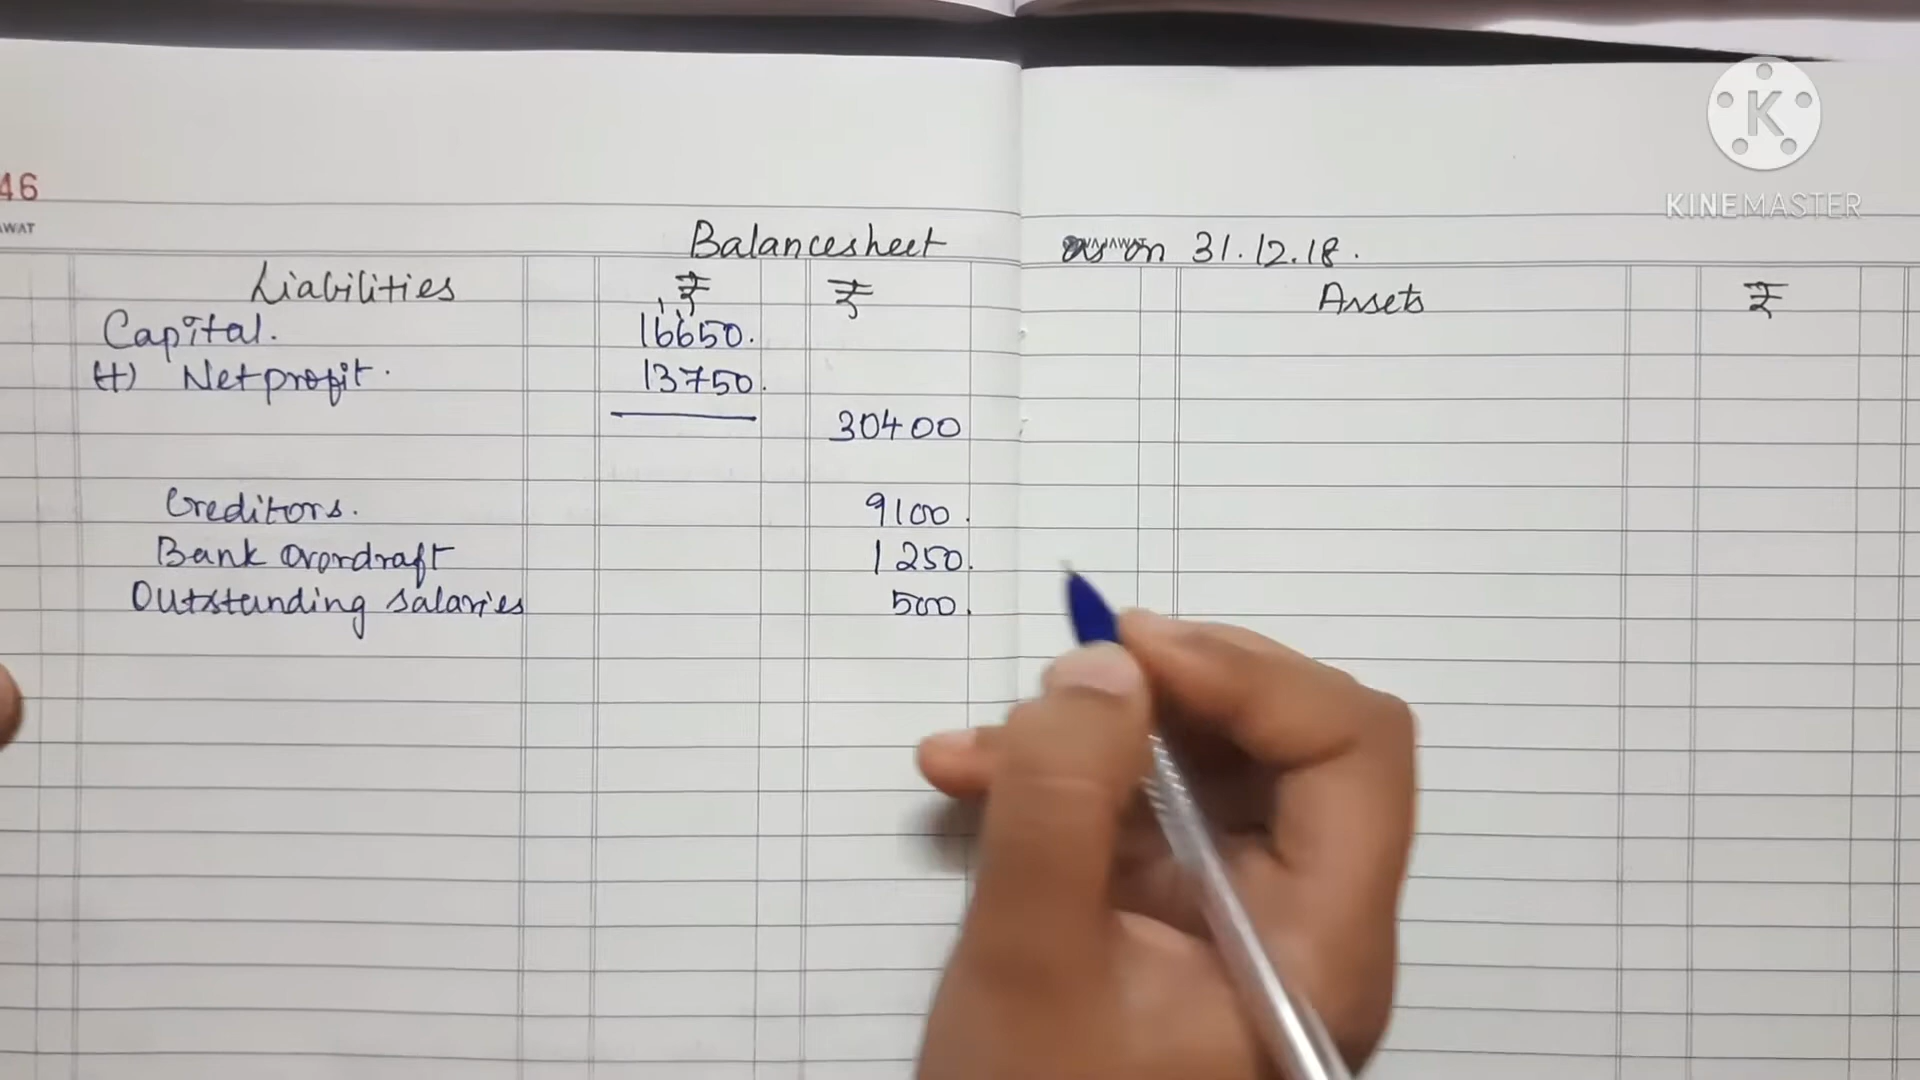 K
KINEMASTER
46
AWAT
Balancesheet as on 31.12.18.
Liabilities ₹ ₹ Assets ₹
Capital. 16650.
(+) Netprofit. 13750.
30400
Creditors. 9100.
Bank Overdraft 1250.
Outstanding salaries 500.